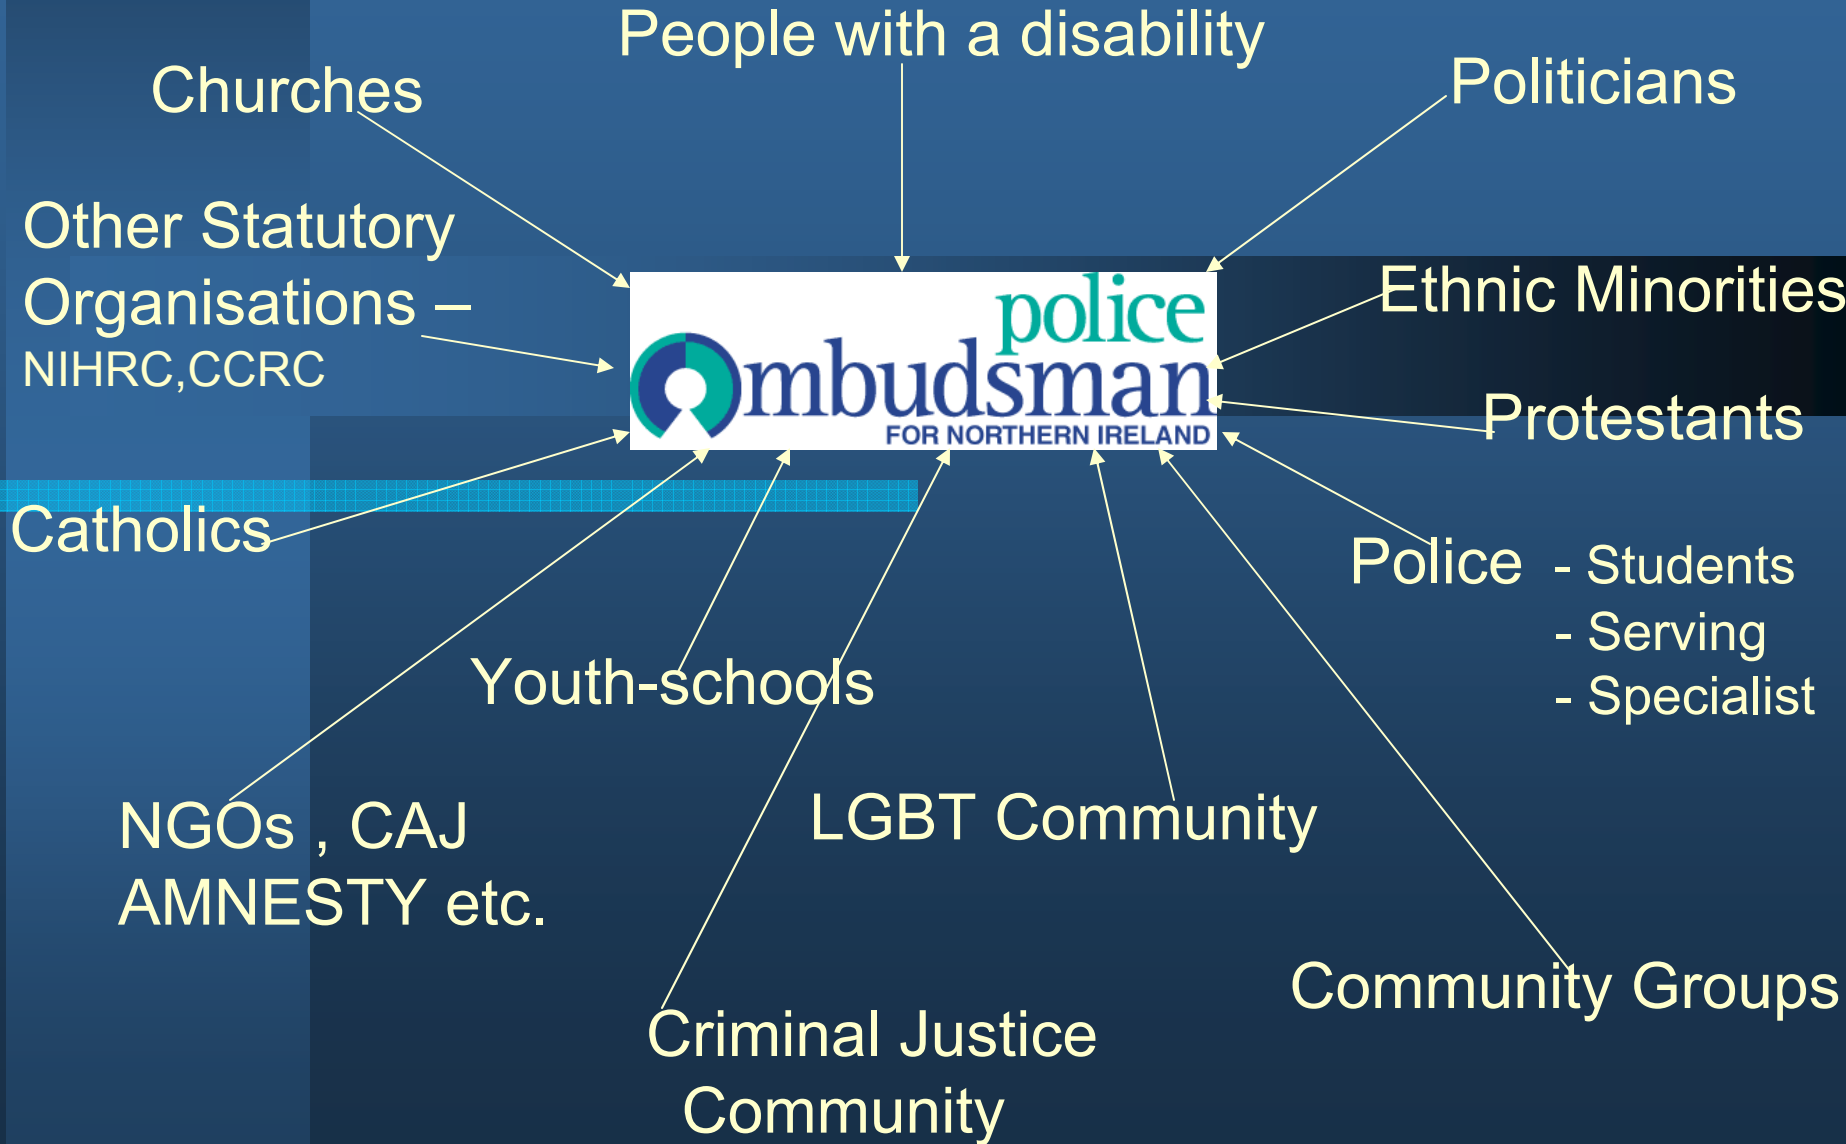 People with a disability
Churches
Politicians
Other Statutory
Organisations –
NIHRC,CCRC
police
Ombudsman
FOR NORTHERN IRELAND
Ethnic Minorities
Protestants
Catholics
Police - Students
- Serving
- Specialist
Youth-schools
NGOs , CAJ
AMNESTY etc.
LGBT Community
Community Groups
Criminal Justice
Community